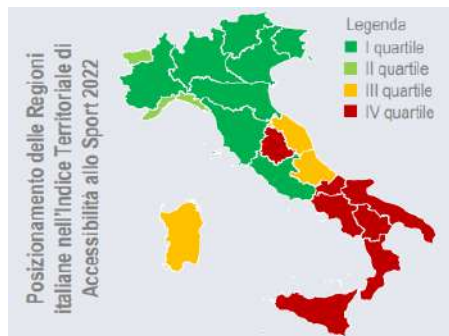 Posizionamento delle Regioni
italiane nell'Indice Territoriale di
Accessibilità allo Sport 2022
Legenda
I quartile
II quartile
III quartile
IV quartile